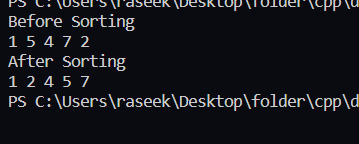 PS C:\Users\raseek\Desktop\folder\cpp\d
Before Sorting
1 5 4 7 2
After Sorting
1 2 4 5 7
PS C:\Users\raseek\Desktop\folder\cpp\d